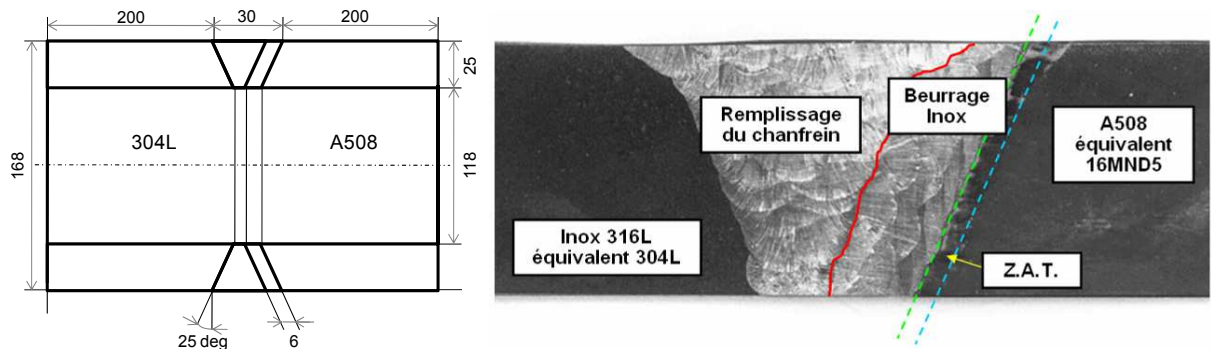 200
30
200
168
304L
A508
25
118
25 deg
6
Remplissage
du chanfrein
Beurrage
Inox
A508
équivalent
16MND5
Inox 316L
équivalent 304L
Z.A.T.